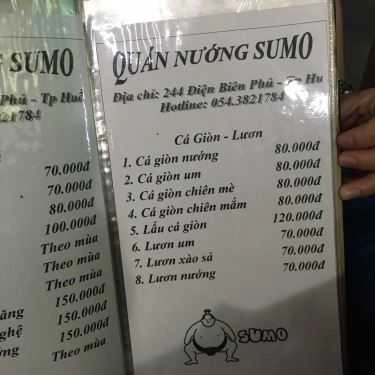 G SUMO
Phủ - Tp Huế
3821784
70.000đ
70.000đ
80.000đ
100.000đ
Theo mùa
Theo mùa
Theo mùa
150.000đ
150.000đ
150.000đ
Theo mùa
QUÁN NƯỚNG SUMO
Địa chỉ: 244 Điện Biên Phủ - Tp Hu
Hotline: 054.3821784
Cá Giòn - Lươn
1. Cá giòn nướng 80.000đ
2. Cá giòn um 80.000đ
3. Cá giòn chiên mè 80.000đ
4. Cá giòn chiên mắm 80.000đ
5. Lẩu cá giòn 120.000đ
6. Lươn um 70.000đ
7. Lươn xào sả 70.000đ
8. Lươn nướng 70.000đ
SUMO